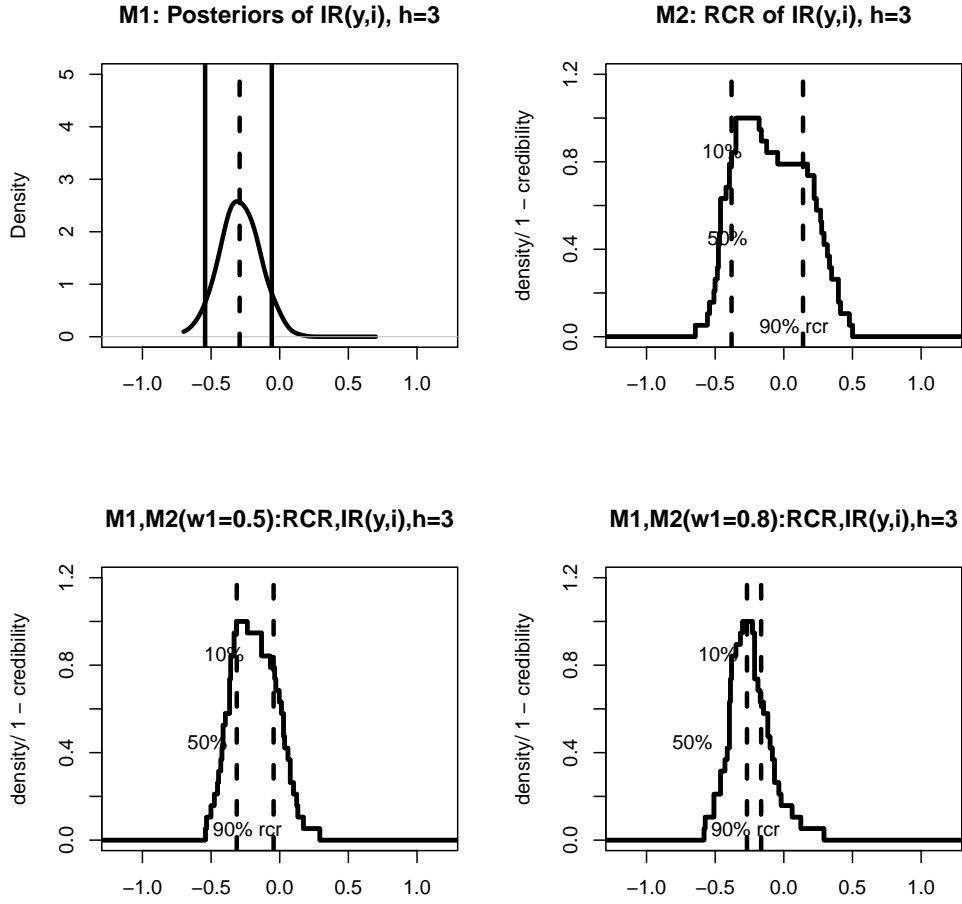 M1: Posteriors of IR(y,i), h=3
Density
0 1 2 3 4 5
−1.0 −0.5 0.0 0.5 1.0
M2: RCR of IR(y,i), h=3
density/ 1 − credibility
0.0 0.4 0.8 1.2
10%
50%
90% rcr
−1.0 −0.5 0.0 0.5 1.0
M1,M2(w1=0.5):RCR,IR(y,i),h=3
density/ 1 − credibility
0.0 0.4 0.8 1.2
10%
50%
90% rcr
−1.0 −0.5 0.0 0.5 1.0
M1,M2(w1=0.8):RCR,IR(y,i),h=3
density/ 1 − credibility
0.0 0.4 0.8 1.2
10%
50%
90% rcr
−1.0 −0.5 0.0 0.5 1.0